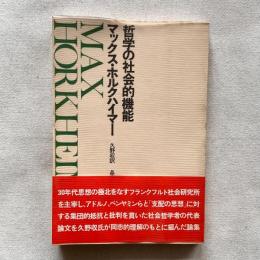 哲学の社会的機能
マックス・ホルクハイマー
久野収訳
MAX
HORKHEIM
30年代思想の極北をなすフランクフルト社会研究所
を主宰し、アドルノ、ベンヤミンらと「支配の思想」に
対する集団的抵抗と批判を貫いた社会哲学者の代表
論文を久野収氏が同志的理解のもとに編んだ論集